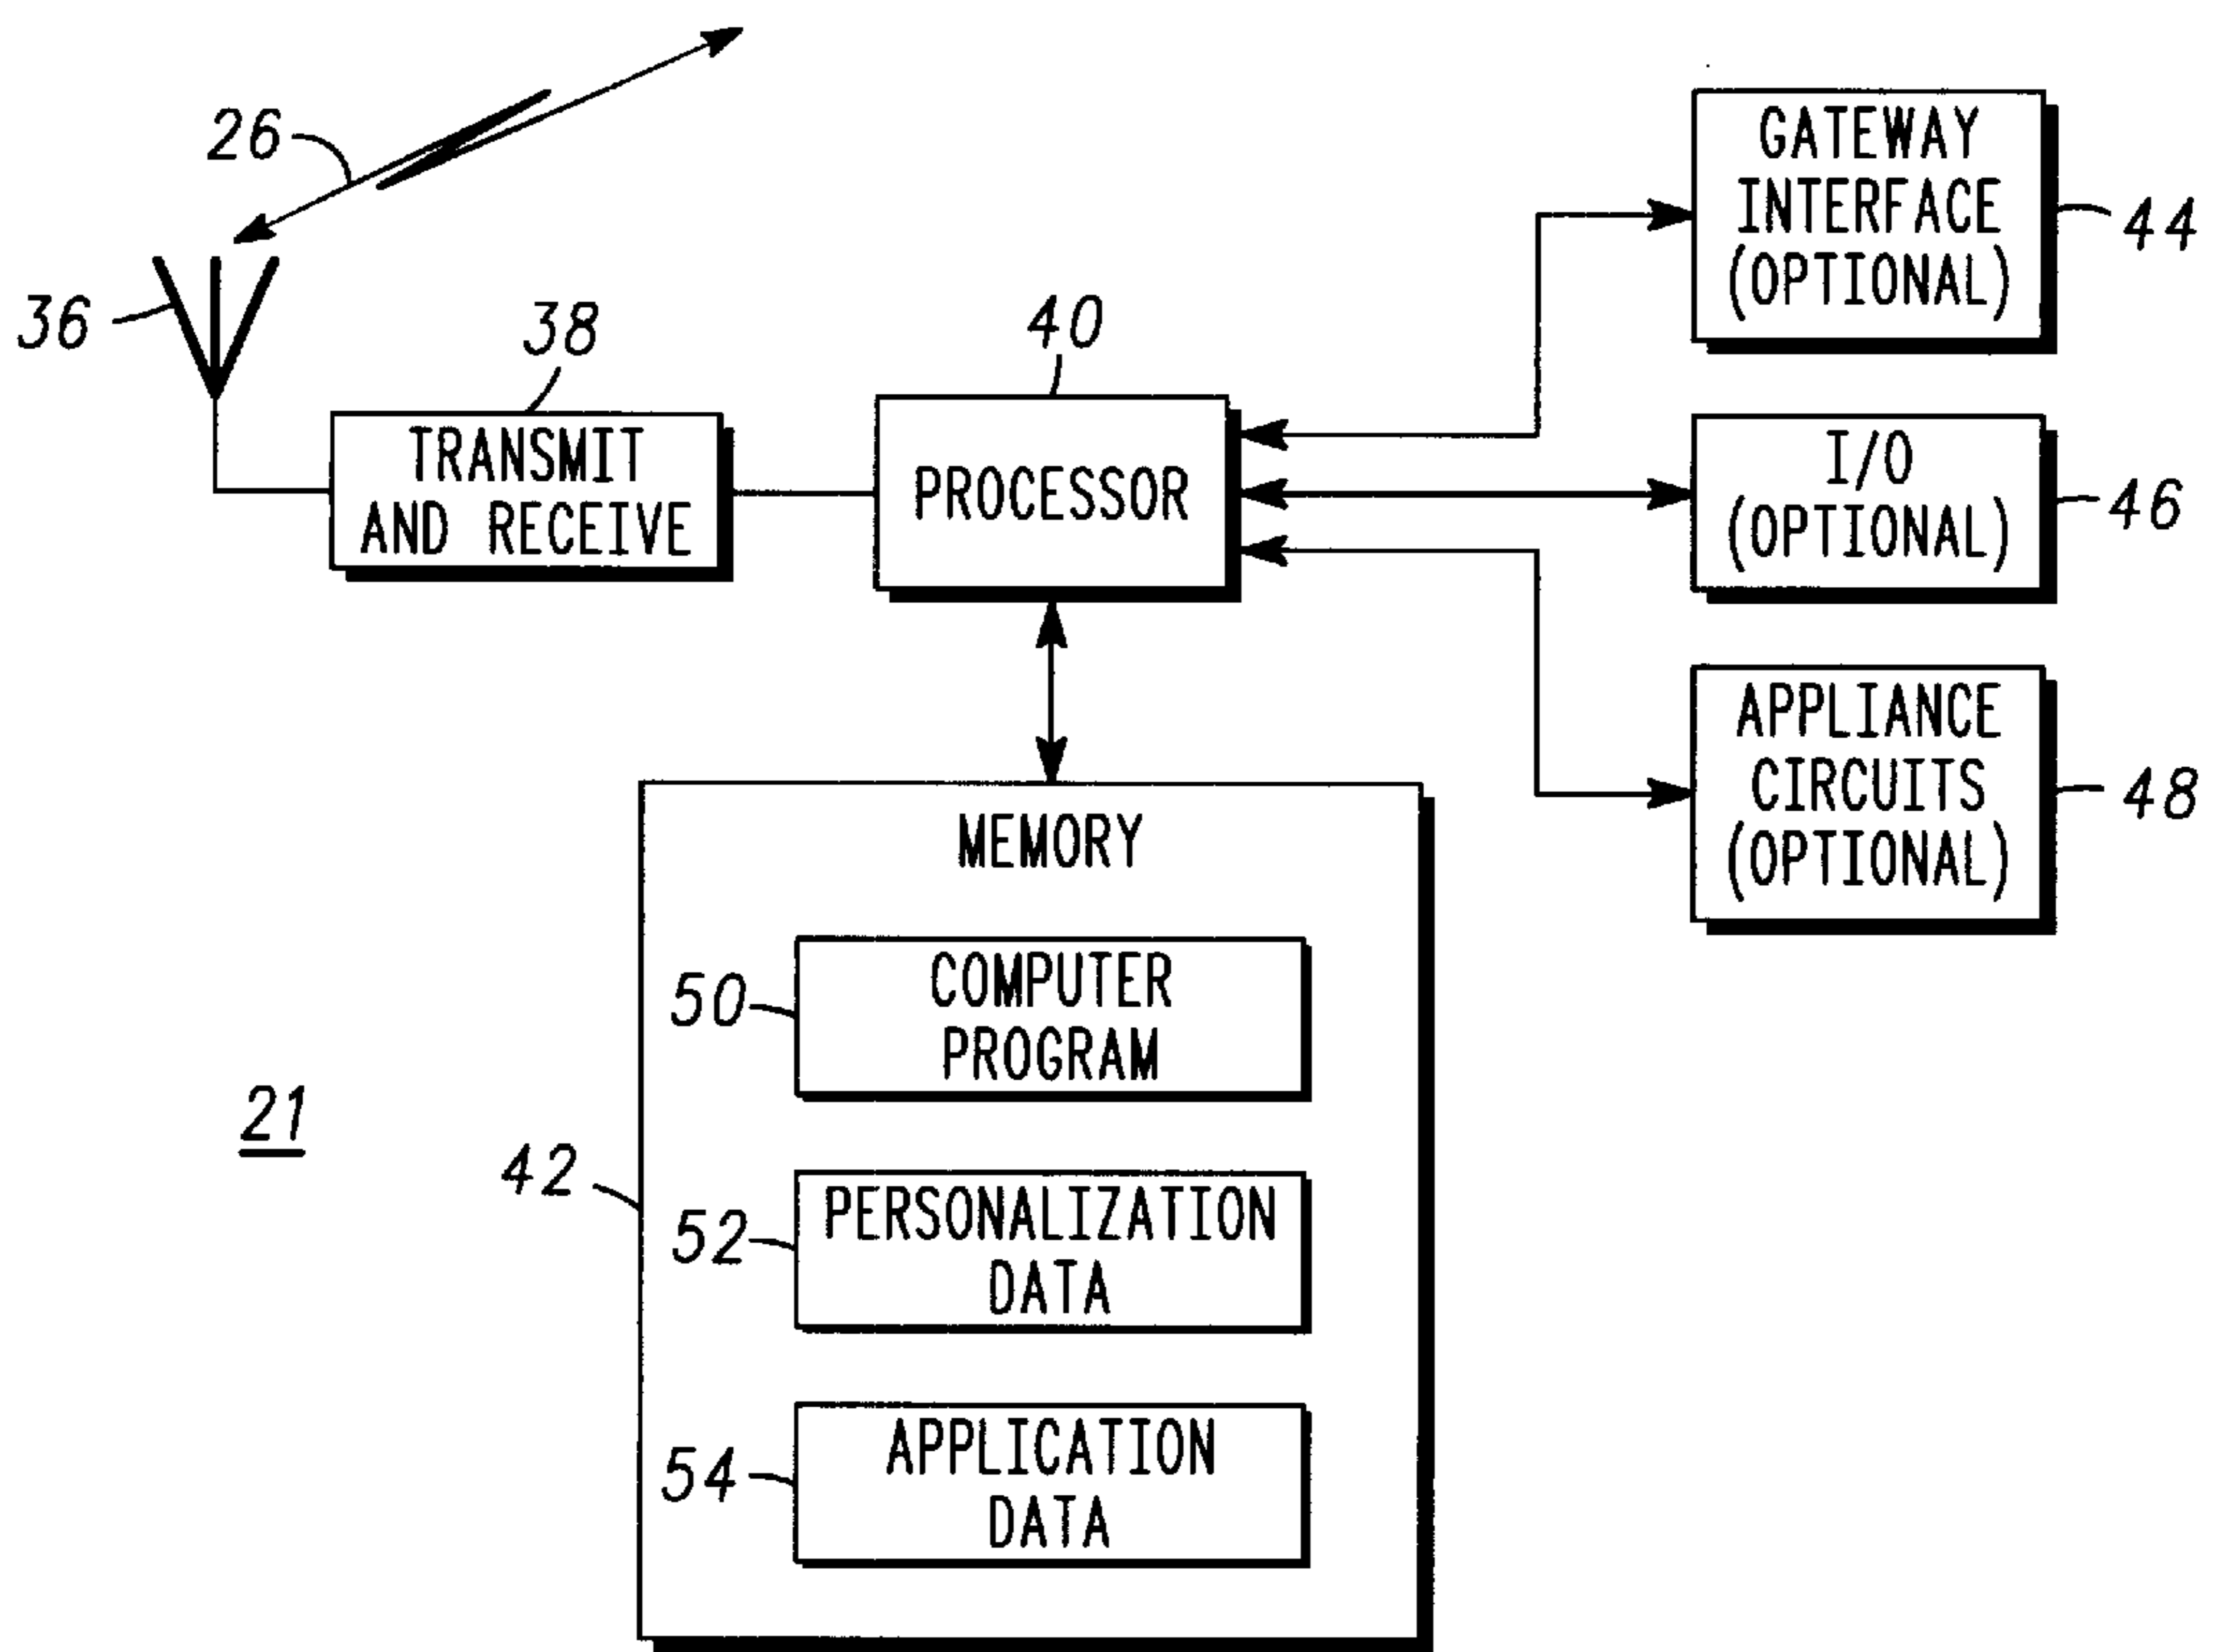 26
36
38
TRANSMIT
AND RECEIVE
40
PROCESSOR
GATEWAY
INTERFACE
(OPTIONAL)
44
I/O
(OPTIONAL)
46
APPLIANCE
CIRCUITS
(OPTIONAL)
48
MEMORY
50
COMPUTER
PROGRAM
21
42
52
PERSONALIZATION
DATA
54
APPLICATION
DATA